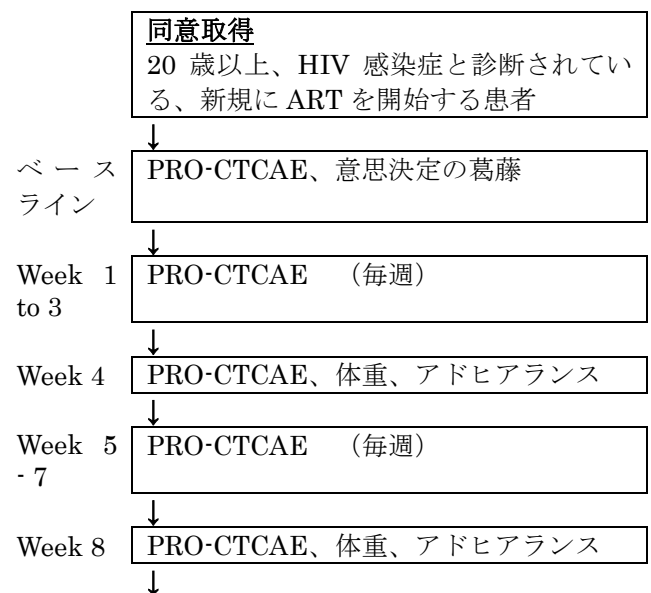 同意取得
20 歳以上、HIV 感染症と診断されてい
る、新規に ART を開始する患者
↓
ベース
ライン
PRO-CTCAE、意思決定の葛藤
↓
Week 1
to 3
PRO-CTCAE （毎週）
↓
Week 4
PRO-CTCAE、体重、アドヒアランス
↓
Week 5
- 7
PRO-CTCAE （毎週）
↓
Week 8
PRO-CTCAE、体重、アドヒアランス
↓